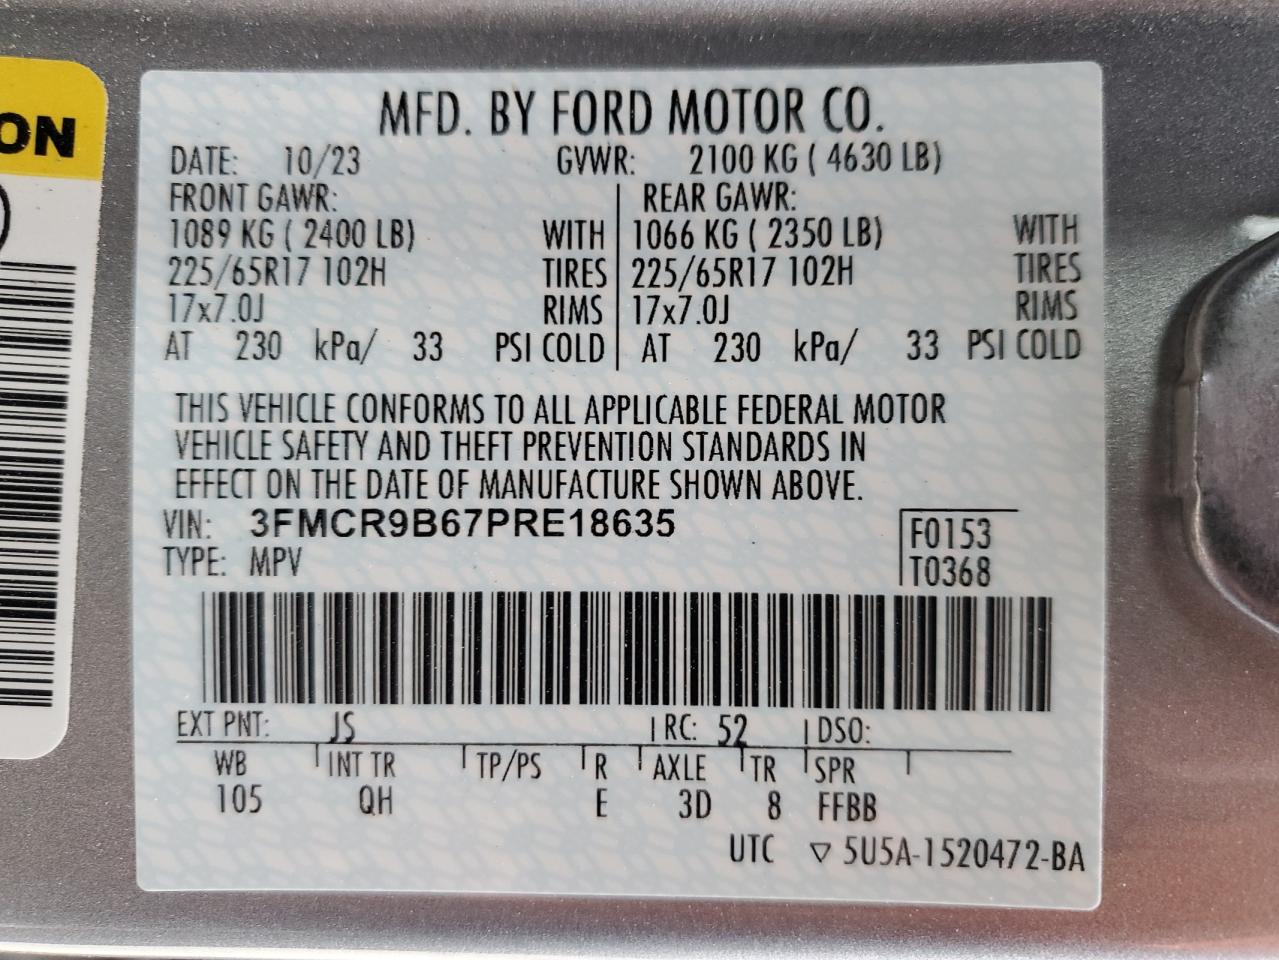 ON
MFD. BY FORD MOTOR CO.
DATE: 10/23 GVWR: 2100 KG ( 4630 LB)
FRONT GAWR: REAR GAWR:
1089 KG ( 2400 LB) WITH 1066 KG ( 2350 LB) WITH
225/65R17 102H TIRES 225/65R17 102H TIRES
17x7.0J RIMS 17x7.0J RIMS
AT 230 kPa/ 33 PSI COLD AT 230 kPa/ 33 PSI COLD
THIS VEHICLE CONFORMS TO ALL APPLICABLE FEDERAL MOTOR
VEHICLE SAFETY AND THEFT PREVENTION STANDARDS IN
EFFECT ON THE DATE OF MANUFACTURE SHOWN ABOVE.
VIN: 3FMCR9B67PRE18635
F0153
TYPE: MPV
T0368
EXT PNT: JS RC: 52 DSO:
WB INT TR TP/PS R AXLE TR SPR
105 QH E 3D 8 FFBB
UTC ▽ 5U5A-1520472-BA